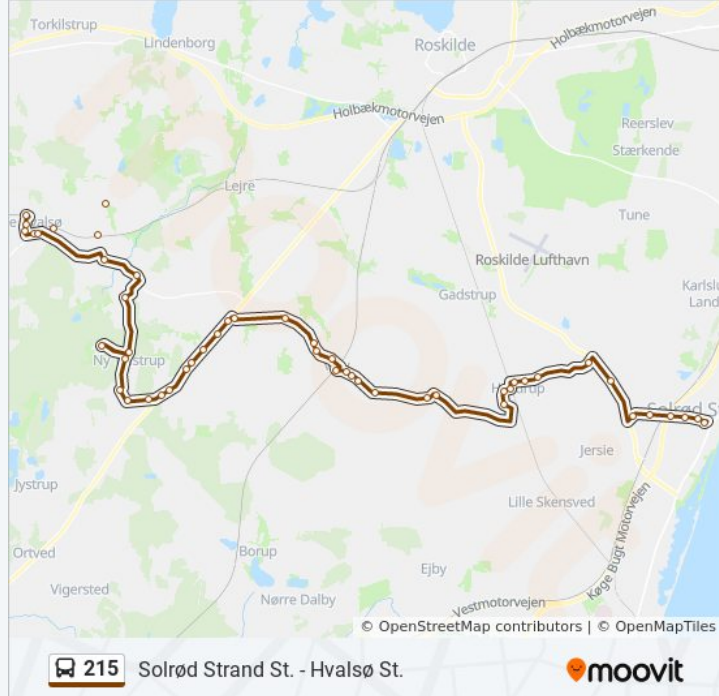 Torkilstrup
Lindenborg
Roskilde
Holbækmotorvejen
Holbækmotorvejen
Reerslev
Stærkende
Lejre
Tune
Roskilde Lufthavn
Gadstrup
Jersie
Jystrup
Lille Skensved
Ortved
Borup
Køge Bugt Motorvejen
Vigersted
Ejby
Nørre Dalby
Vestmotorvejen
© OpenStreetMap contributors | © OpenMapTiles
215 Solrød Strand St. - Hvalsø St.
moovit